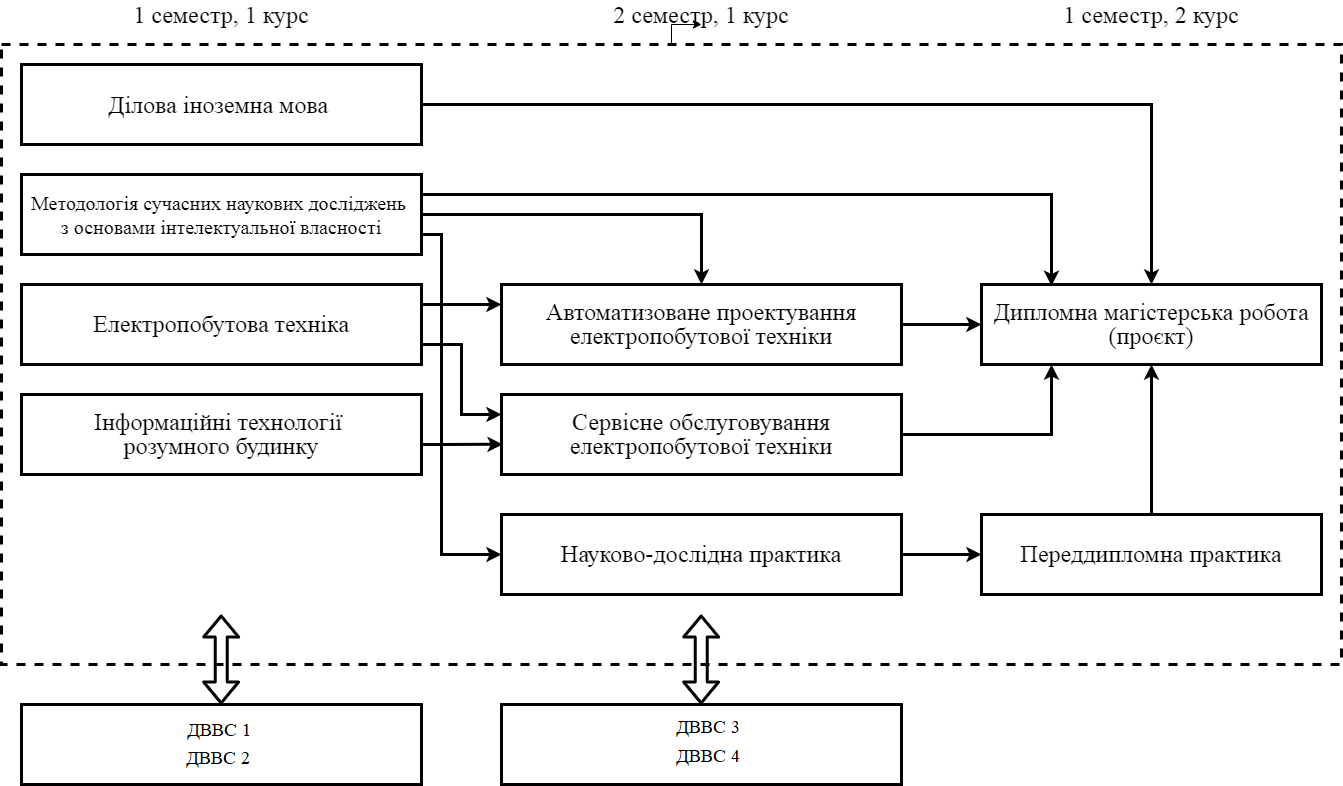 1 семестр, 1 курс
2 семестр, 1 курс
1 семестр, 2 курс
Ділова іноземна мова
Методологія сучасних наукових досліджень
з основами інтелектуальної власності
Електропобутова техніка
Автоматизоване проектування
електропобутової техніки
Дипломна магістерська робота
(проєкт)
Інформаційні технології
розумного будинку
Сервісне обслуговування
електропобутової техніки
Науково-дослідна практика
Переддипломна практика
ДВВС 1
ДВВС 2
ДВВС 3
ДВВС 4